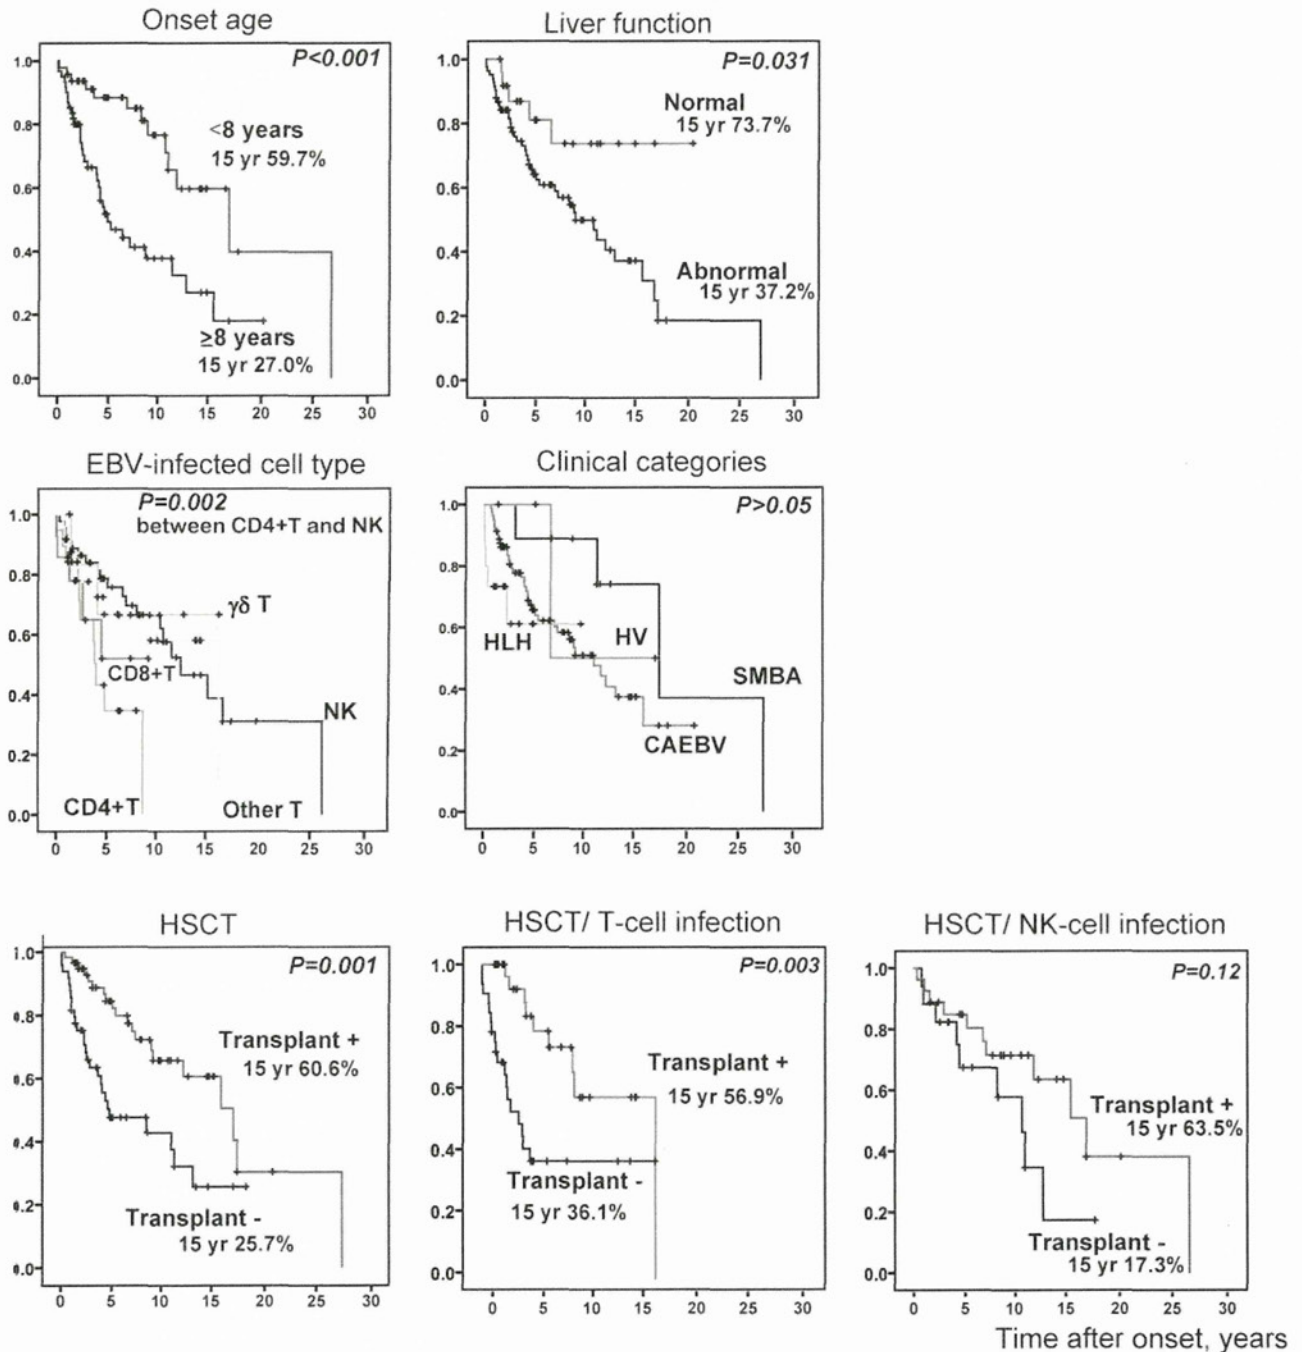 Onset age
P<0.001
1.0
0.8
0.6
0.4
0.2
0.0
<8 years
15 yr 59.7%
≥8 years
15 yr 27.0%
0 5 10 15 20 25 30
Liver function
P=0.031
1.0
0.8
0.6
0.4
0.2
0.0
Normal
15 yr 73.7%
Abnormal
15 yr 37.2%
0 5 10 15 20 25 30
EBV-infected cell type
P=0.002
between CD4+T and NK
1.0
0.8
0.6
0.4
0.2
0.0
γδ T
CD8+T
NK
CD4+T
Other T
0 5 10 15 20 25 30
Clinical categories
P>0.05
1.0
0.8
0.6
0.4
0.2
0.0
HLH
HV
SMBA
CAEBV
0 5 10 15 20 25 30
HSCT
P=0.001
1.0
0.8
0.6
0.4
0.2
0.0
Transplant +
15 yr 60.6%
Transplant -
15 yr 25.7%
0 5 10 15 20 25 30
HSCT/ T-cell infection
P=0.003
1.0
0.8
0.6
0.4
0.2
0.0
Transplant +
15 yr 56.9%
Transplant -
15 yr 36.1%
0 5 10 15 20 25 30
HSCT/ NK-cell infection
P=0.12
1.0
0.8
0.6
0.4
0.2
0.0
Transplant +
15 yr 63.5%
Transplant -
15 yr 17.3%
0 5 10 15 20 25 30
Time after onset, years